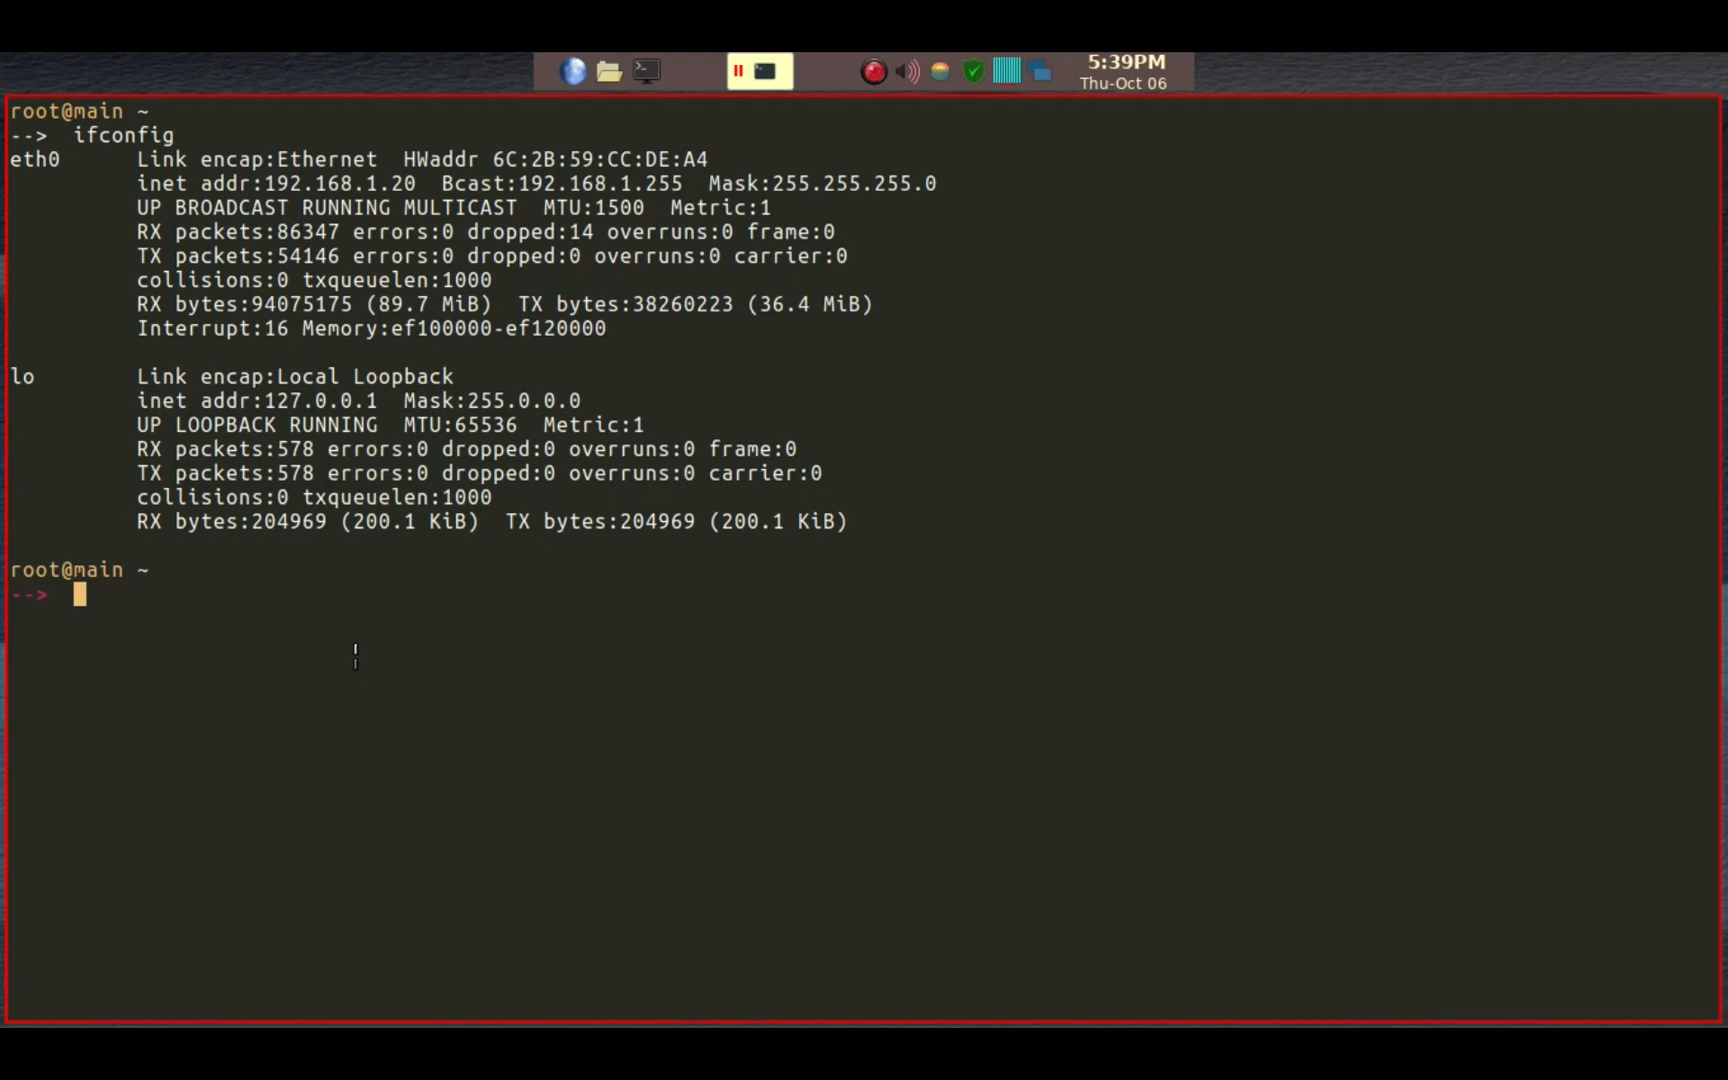 5:39PM
Thu-Oct 06
root@main ~
--> ifconfig
eth0 Link encap:Ethernet HWaddr 6C:2B:59:CC:DE:A4
inet addr:192.168.1.20 Bcast:192.168.1.255 Mask:255.255.255.0
UP BROADCAST RUNNING MULTICAST MTU:1500 Metric:1
RX packets:86347 errors:0 dropped:14 overruns:0 frame:0
TX packets:54146 errors:0 dropped:0 overruns:0 carrier:0
collisions:0 txqueuelen:1000
RX bytes:94075175 (89.7 MiB) TX bytes:38260223 (36.4 MiB)
Interrupt:16 Memory:ef100000-ef120000
lo Link encap:Local Loopback
inet addr:127.0.0.1 Mask:255.0.0.0
UP LOOPBACK RUNNING MTU:65536 Metric:1
RX packets:578 errors:0 dropped:0 overruns:0 frame:0
TX packets:578 errors:0 dropped:0 overruns:0 carrier:0
collisions:0 txqueuelen:1000
RX bytes:204969 (200.1 KiB) TX bytes:204969 (200.1 KiB)
root@main ~
-->